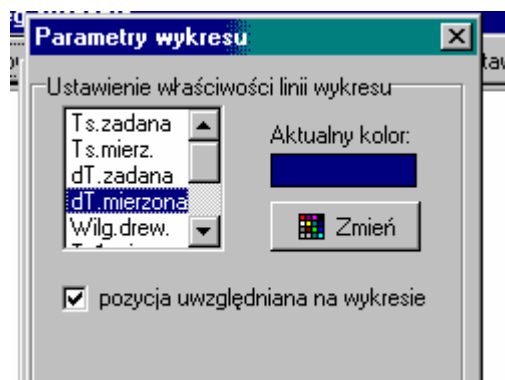 Parametry wykresu
Ustawienie właściwości linii wykresu
Ts.zadana
Ts.mierz.
dT.zadana
dT.mierzona
Wilg.drew.
Aktualny kolor:
Zmień
pozycja uwzględniana na wykresie